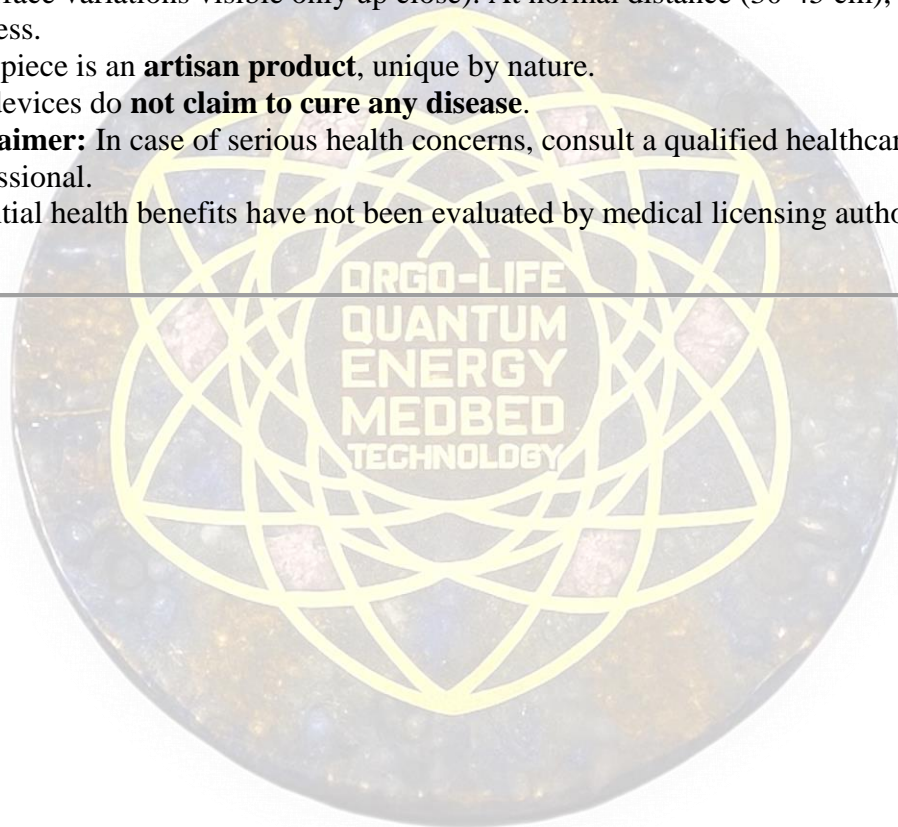 face variations visible only up close). At normal distance (30-45 cm),
ess.
piece is an artisan product, unique by nature.
devices do not claim to cure any disease.
aimer: In case of serious health concerns, consult a qualified healthcar
ssional.
tial health benefits have not been evaluated by medical licensing autho
ORGO-LIFE
QUANTUM
ENERGY
MEDBED
TECHNOLOGY